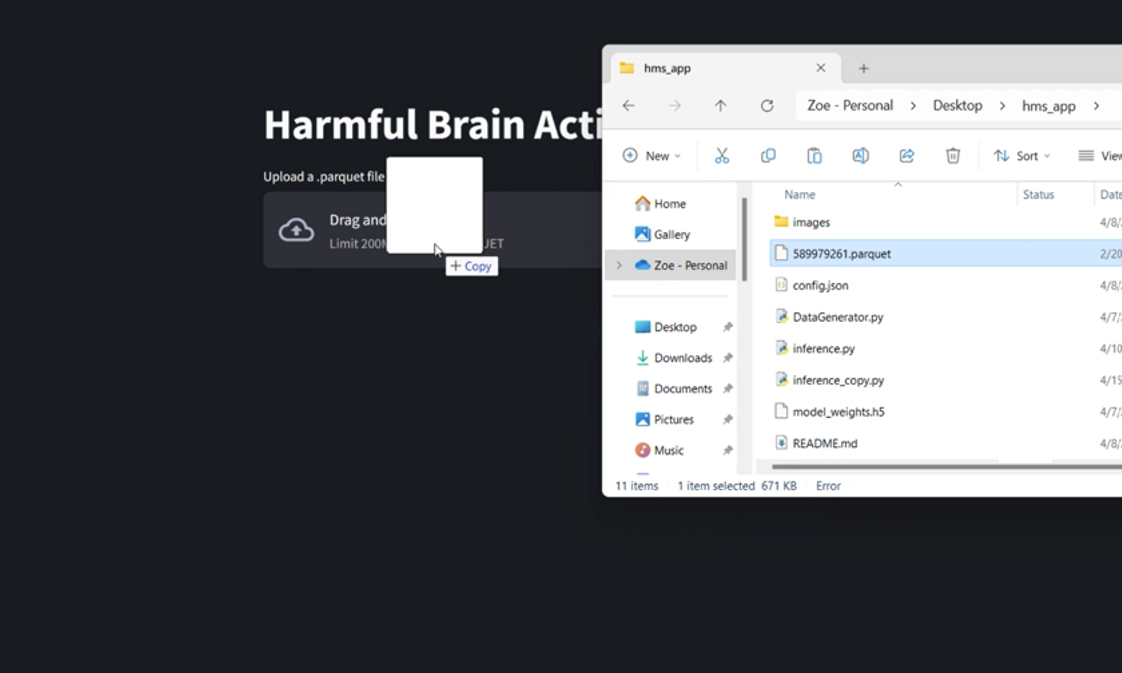 Harmful Brain Acti
Upload a .parquet file
Drag and
Limit 200M
UET
+ Copy
hms_app
Zoe - Personal > Desktop > hms_app >
New
Sort
View
Name Status Date
Home
Gallery
Zoe - Personal
Desktop
Downloads
Documents
Pictures
Music
images 4/8/
589979261.parquet 2/20
config.json 4/8/
DataGenerator.py 4/7/
inference.py 4/10
inference_copy.py 4/15
model_weights.h5 4/7/
README.md 4/8/
11 items 1 item selected 671 KB Error